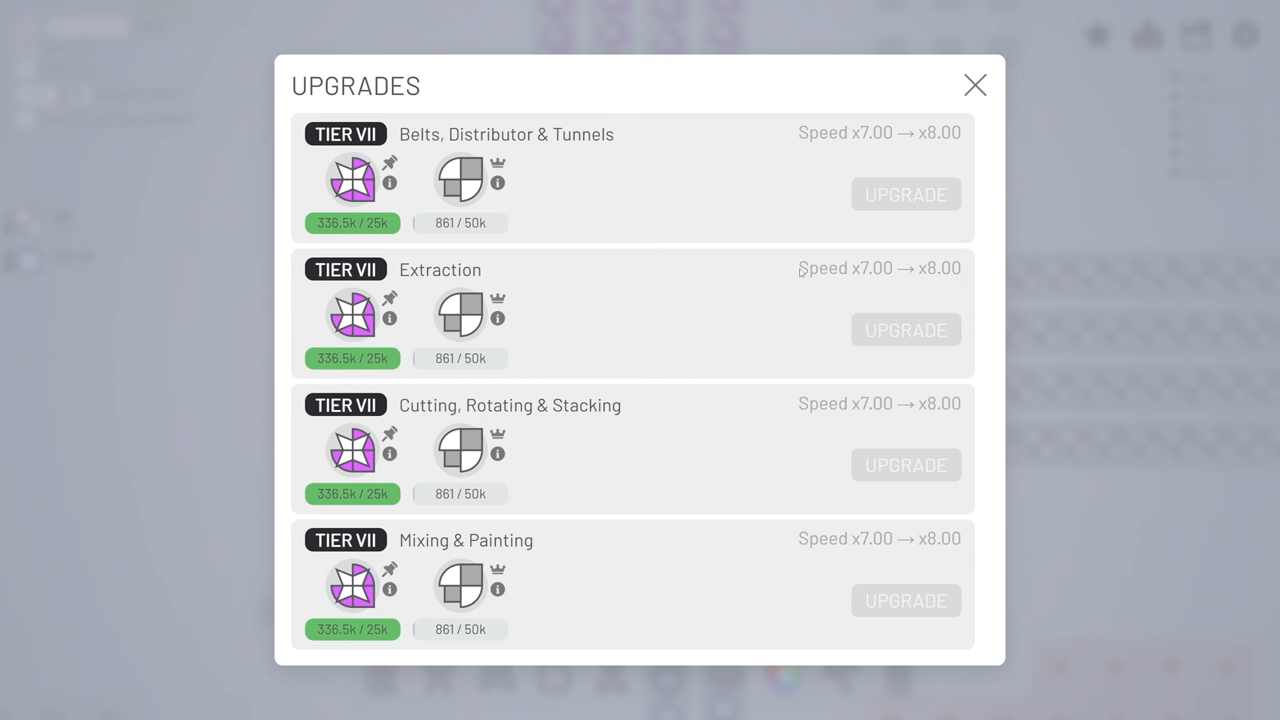 UPGRADES
TIER VII Belts, Distributor & Tunnels Speed x7.00 → x8.00
336.5k / 25k 861 / 50k UPGRADE
TIER VII Extraction Speed x7.00 → x8.00
336.5k / 25k 861 / 50k UPGRADE
TIER VII Cutting, Rotating & Stacking Speed x7.00 → x8.00
336.5k / 25k 861 / 50k UPGRADE
TIER VII Mixing & Painting Speed x7.00 → x8.00
336.5k / 25k 861 / 50k UPGRADE